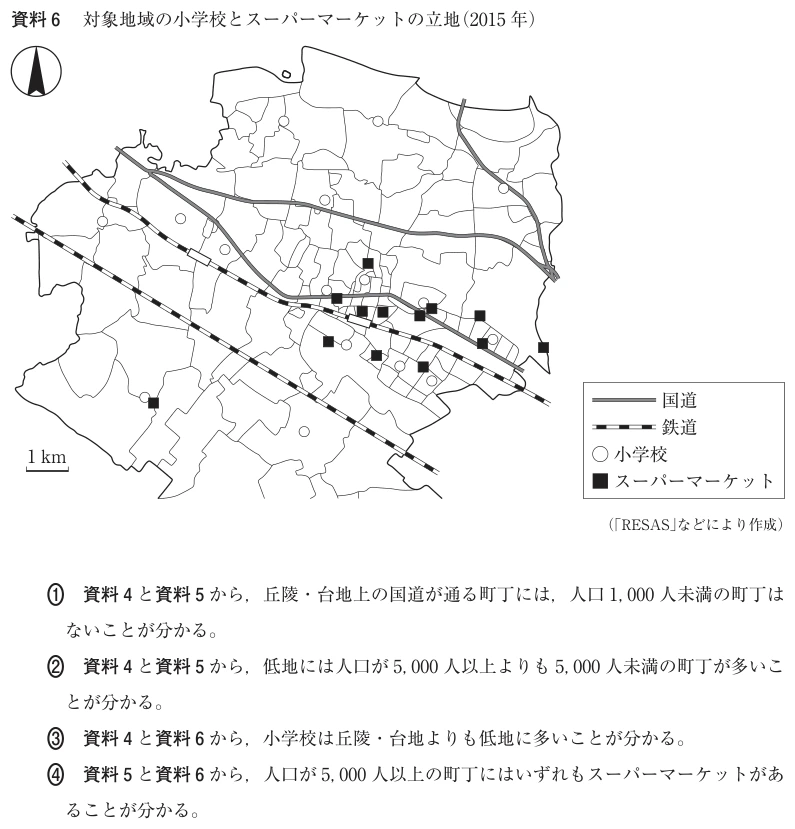 資料6 対象地域の小学校とスーパーマーケットの立地(2015年)
1 km
国道
鉄道
小学校
スーパーマーケット
(「RESAS」などにより作成)
① 資料4と資料5から，丘陵・台地上の国道が通る町丁には，人口1,000人未満の町丁は
ないことが分かる。
② 資料4と資料5から，低地には人口が5,000人以上よりも5,000人未満の町丁が多いこ
とが分かる。
③ 資料4と資料6から，小学校は丘陵・台地よりも低地に多いことが分かる。
④ 資料5と資料6から，人口が5,000人以上の町丁にはいずれもスーパーマーケットがあ
ることが分かる。